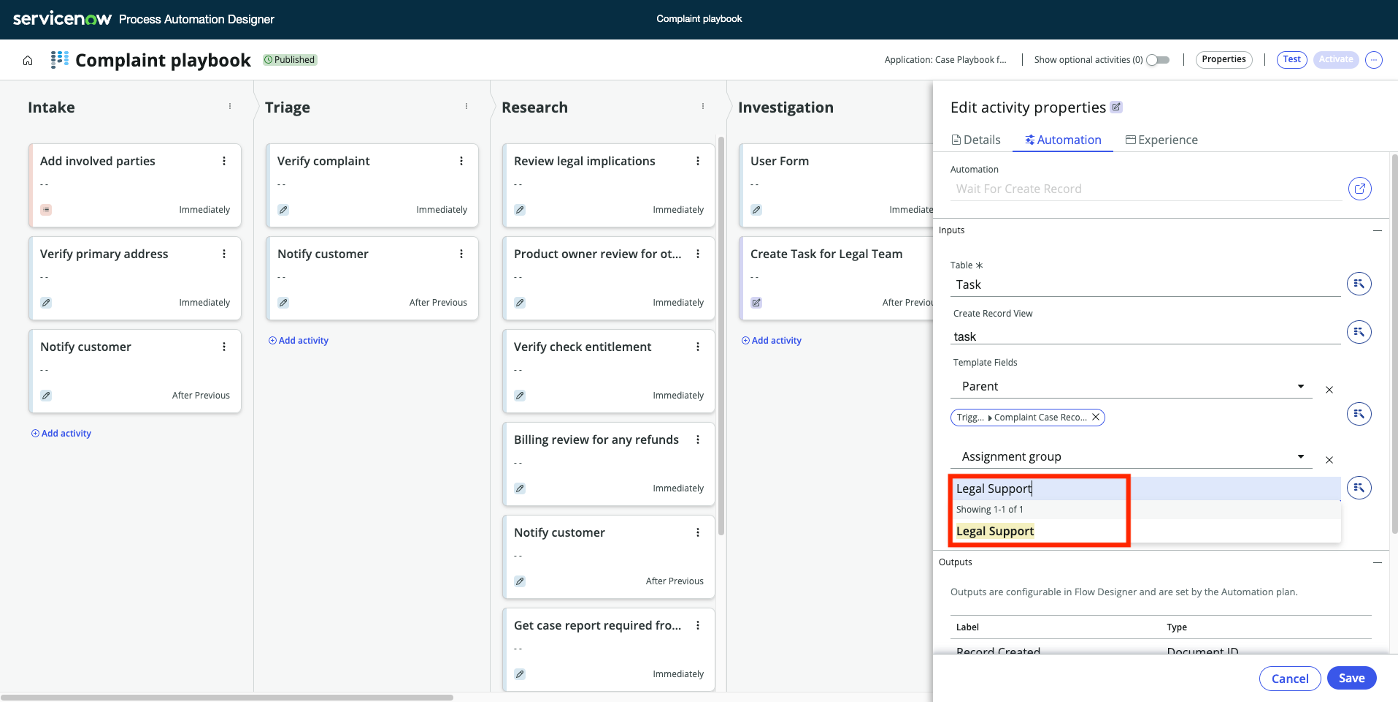 servicenow Process Automation Designer
Complaint playbook
Complaint playbook
Published
Application: Case Playbook f...
Show optional activities (0)
Properties
Test
Activate
Intake
Add involved parties
--
Immediately
Verify primary address
--
Immediately
Notify customer
--
After Previous
Add activity
Triage
Verify complaint
--
Immediately
Notify customer
--
After Previous
Add activity
Research
Review legal implications
--
Immediately
Product owner review for ot...
--
Immediately
Verify check entitlement
--
Immediately
Billing review for any refunds
--
Immediately
Notify customer
--
After Previous
Get case report required fro...
--
Immediately
Investigation
User Form
--
Immediate
Create Task for Legal Team
--
After Previou
Add activity
Edit activity properties
Details
Automation
Experience
Automation
Wait For Create Record
Inputs
Table
Task
Create Record View
task
Template Fields
Parent
Trigg... ▸ Complaint Case Reco...
Assignment group
Legal Support
Showing 1-1 of 1
Legal Support
Outputs
Outputs are configurable in Flow Designer and are set by the Automation plan.
Label Type
Record Created Document ID
Cancel
Save